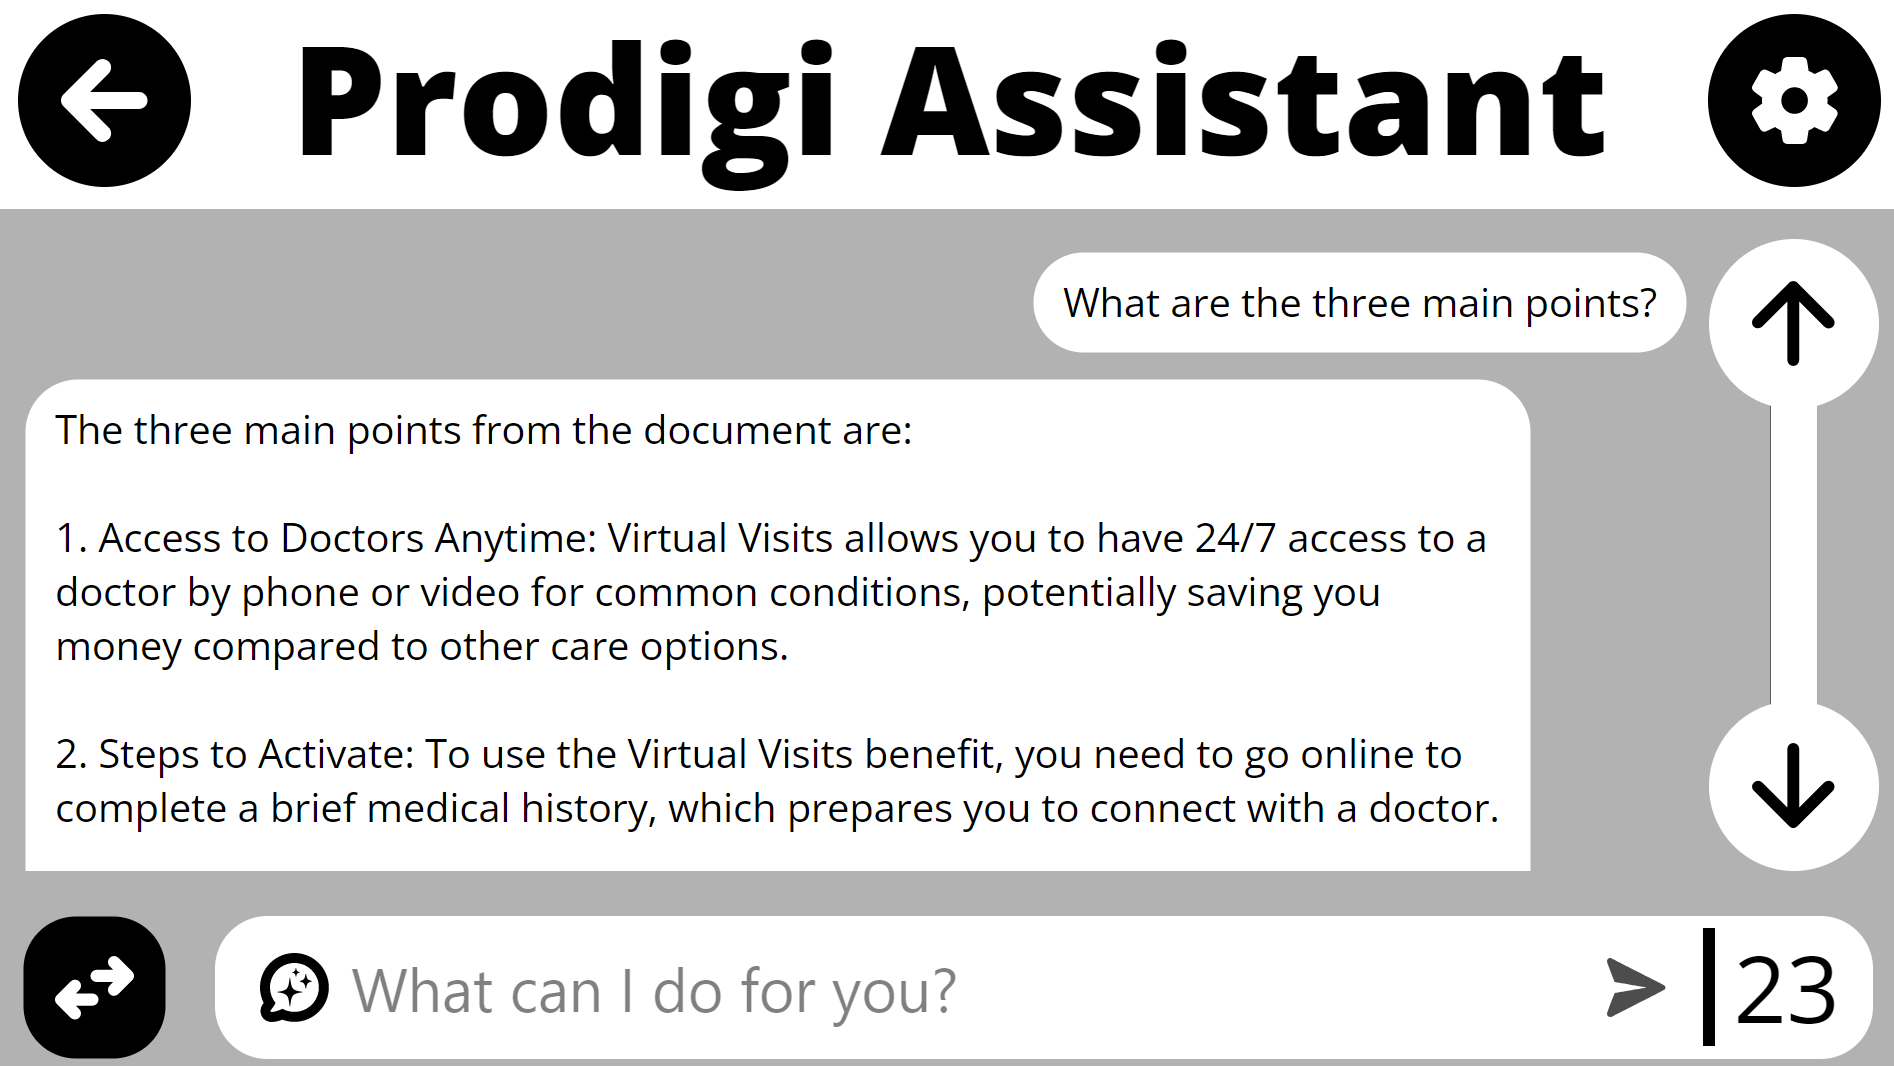 Prodigi Assistant
What are the three main points?
The three main points from the document are:
1. Access to Doctors Anytime: Virtual Visits allows you to have 24/7 access to a
doctor by phone or video for common conditions, potentially saving you
money compared to other care options.
2. Steps to Activate: To use the Virtual Visits benefit, you need to go online to
complete a brief medical history, which prepares you to connect with a doctor.
What can I do for you?
23